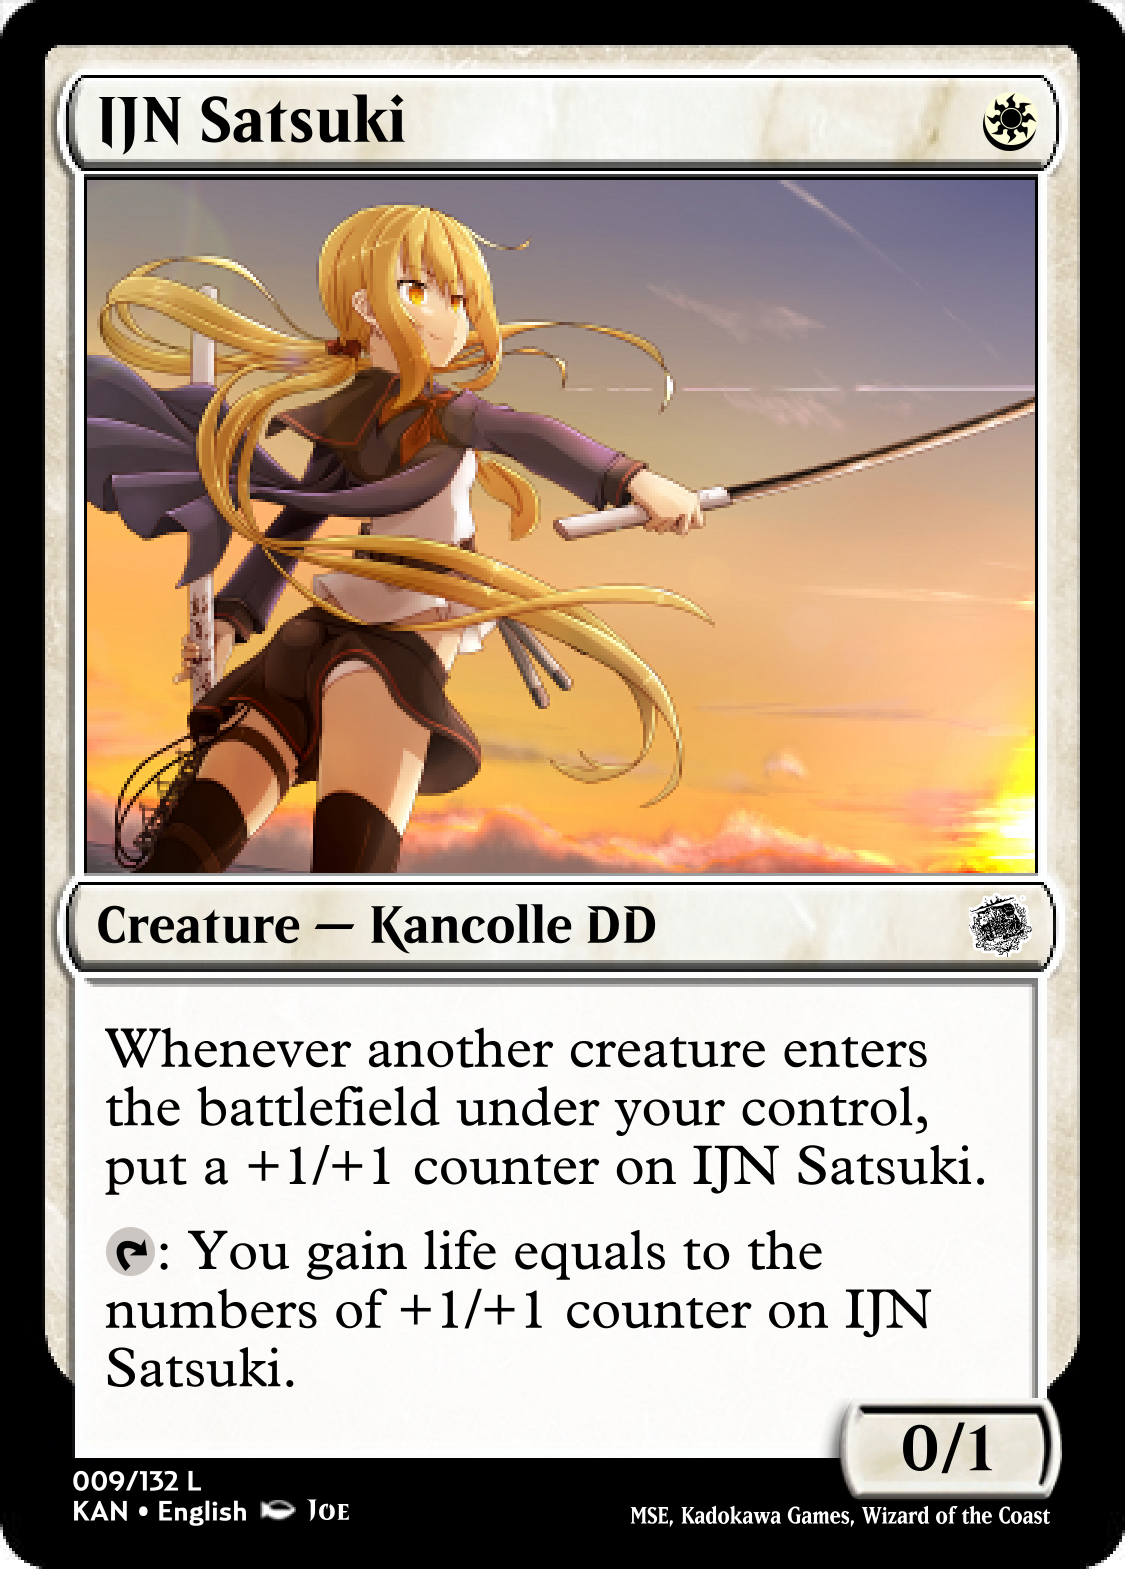 IJN Satsuki
Creature — Kancolle DD
Whenever another creature enters
the battlefield under your control,
put a +1/+1 counter on IJN Satsuki.
: You gain life equals to the
numbers of +1/+1 counter on IJN
Satsuki.
0/1
009/132 L
KAN • English JOE
MSE, Kadokawa Games, Wizard of the Coast